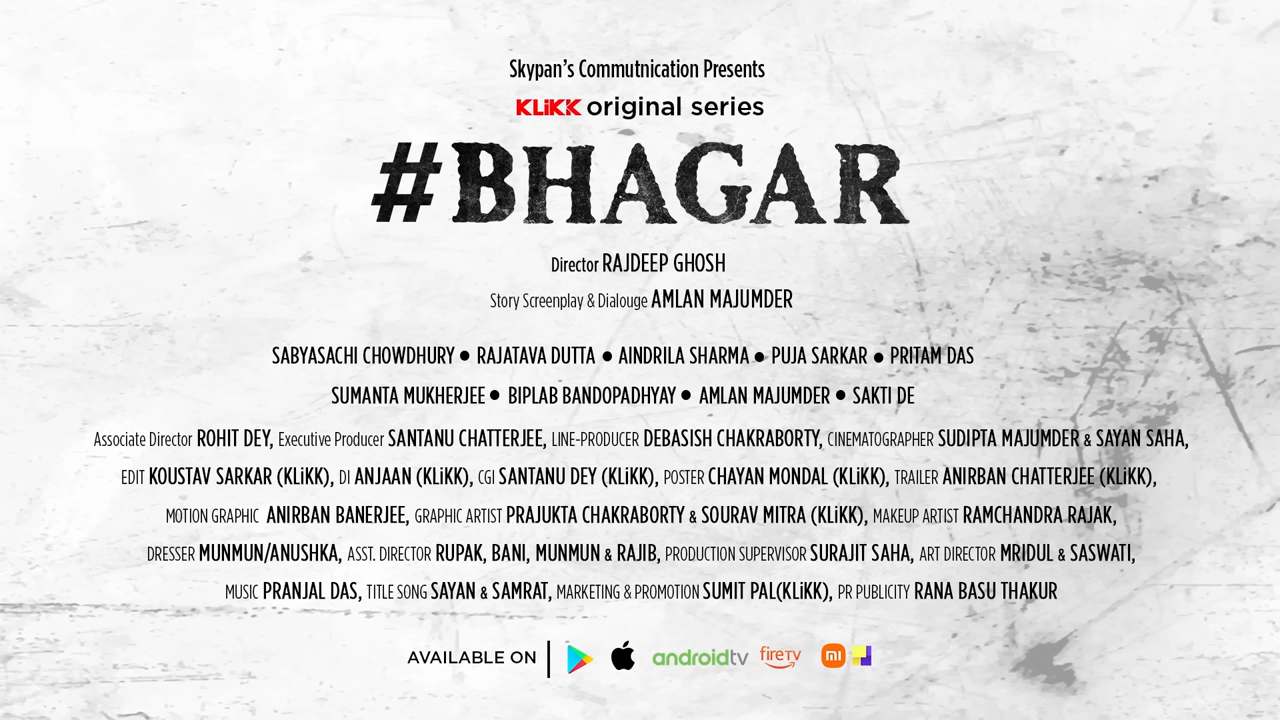 Skypan's Commutnication Presents
KLiKK original series
#BHAGAR
Director RAJDEEP GHOSH
Story Screenplay & Dialouge AMLAN MAJUMDER
SABYASACHI CHOWDHURY ● RAJATAVA DUTTA ● AINDRILA SHARMA ● PUJA SARKAR ● PRITAM DAS
SUMANTA MUKHERJEE ● BIPLAB BANDOPADHYAY ● AMLAN MAJUMDER ● SAKTI DE
Associate Director ROHIT DEY, Executive Producer SANTANU CHATTERJEE, LINE-PRODUCER DEBASISH CHAKRABORTY, CINEMATOGRAPHER SUDIPTA MAJUMDER & SAYAN SAHA,
EDIT KOUSTAV SARKAR (KLiKK), DI ANJAAN (KLiKK), CGI SANTANU DEY (KLiKK), POSTER CHAYAN MONDAL (KLiKK), TRAILER ANIRBAN CHATTERJEE (KLiKK),
MOTION GRAPHIC ANIRBAN BANERJEE, GRAPHIC ARTIST PRAJUKTA CHAKRABORTY & SOURAV MITRA (KLiKK), MAKEUP ARTIST RAMCHANDRA RAJAK,
DRESSER MUNMUN/ANUSHKA, ASST. DIRECTOR RUPAK, BANI, MUNMUN & RAJIB, PRODUCTION SUPERVISOR SURAJIT SAHA, ART DIRECTOR MRIDUL & SASWATI,
MUSIC PRANJAL DAS, TITLE SONG SAYAN & SAMRAT, MARKETING & PROMOTION SUMIT PAL(KLiKK), PR PUBLICITY RANA BASU THAKUR
AVAILABLE ON | androidtv fireTV mi